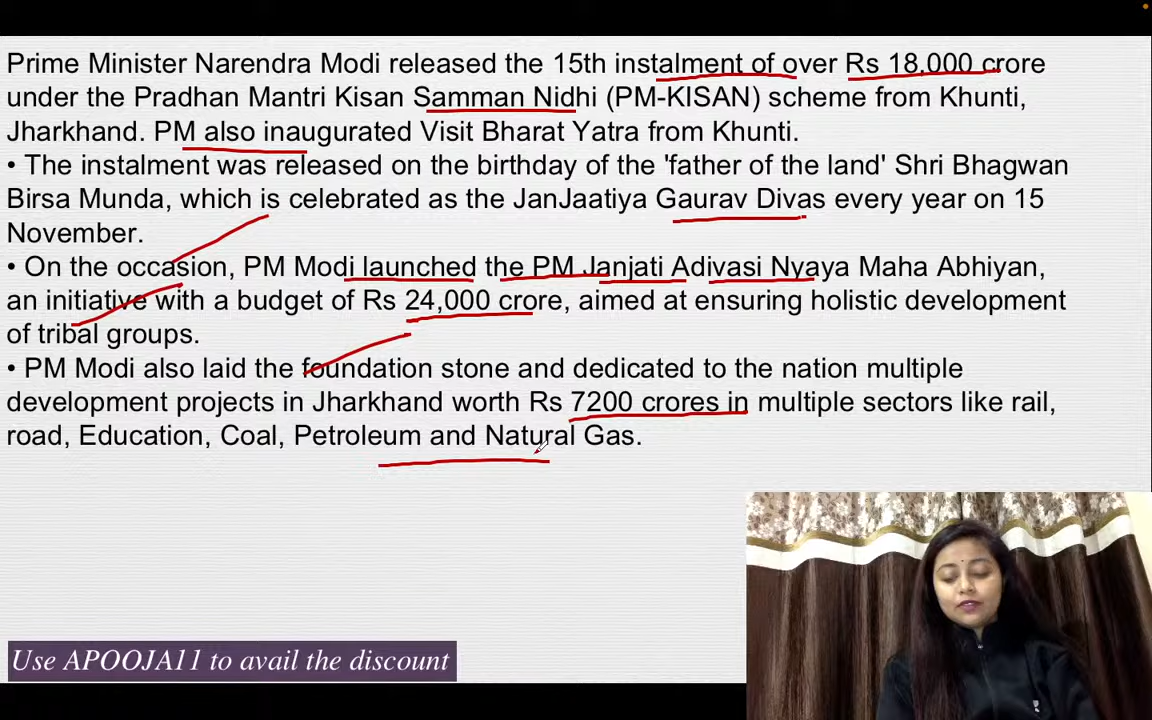 Prime Minister Narendra Modi released the 15th instalment of over Rs 18,000 crore
under the Pradhan Mantri Kisan Samman Nidhi (PM-KISAN) scheme from Khunti,
Jharkhand. PM also inaugurated Visit Bharat Yatra from Khunti.
• The instalment was released on the birthday of the 'father of the land' Shri Bhagwan
Birsa Munda, which is celebrated as the JanJaatiya Gaurav Divas every year on 15
November.
• On the occasion, PM Modi launched the PM Janjati Adivasi Nyaya Maha Abhiyan,
an initiative with a budget of Rs 24,000 crore, aimed at ensuring holistic development
of tribal groups.
• PM Modi also laid the foundation stone and dedicated to the nation multiple
development projects in Jharkhand worth Rs 7200 crores in multiple sectors like rail,
road, Education, Coal, Petroleum and Natural Gas.
Use APOOJA11 to avail the discount